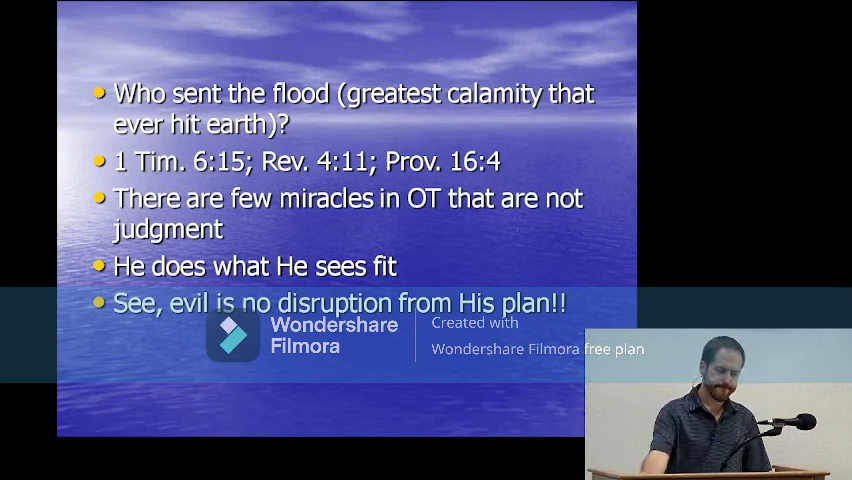 Who sent the flood (greatest calamity that
ever hit earth)?
1 Tim. 6:15; Rev. 4:11; Prov. 16:4
There are few miracles in OT that are not
judgment
He does what He sees fit
See, evil is no disruption from His plan!!
Wondershare
Filmora
Created with
Wondershare Filmora free plan